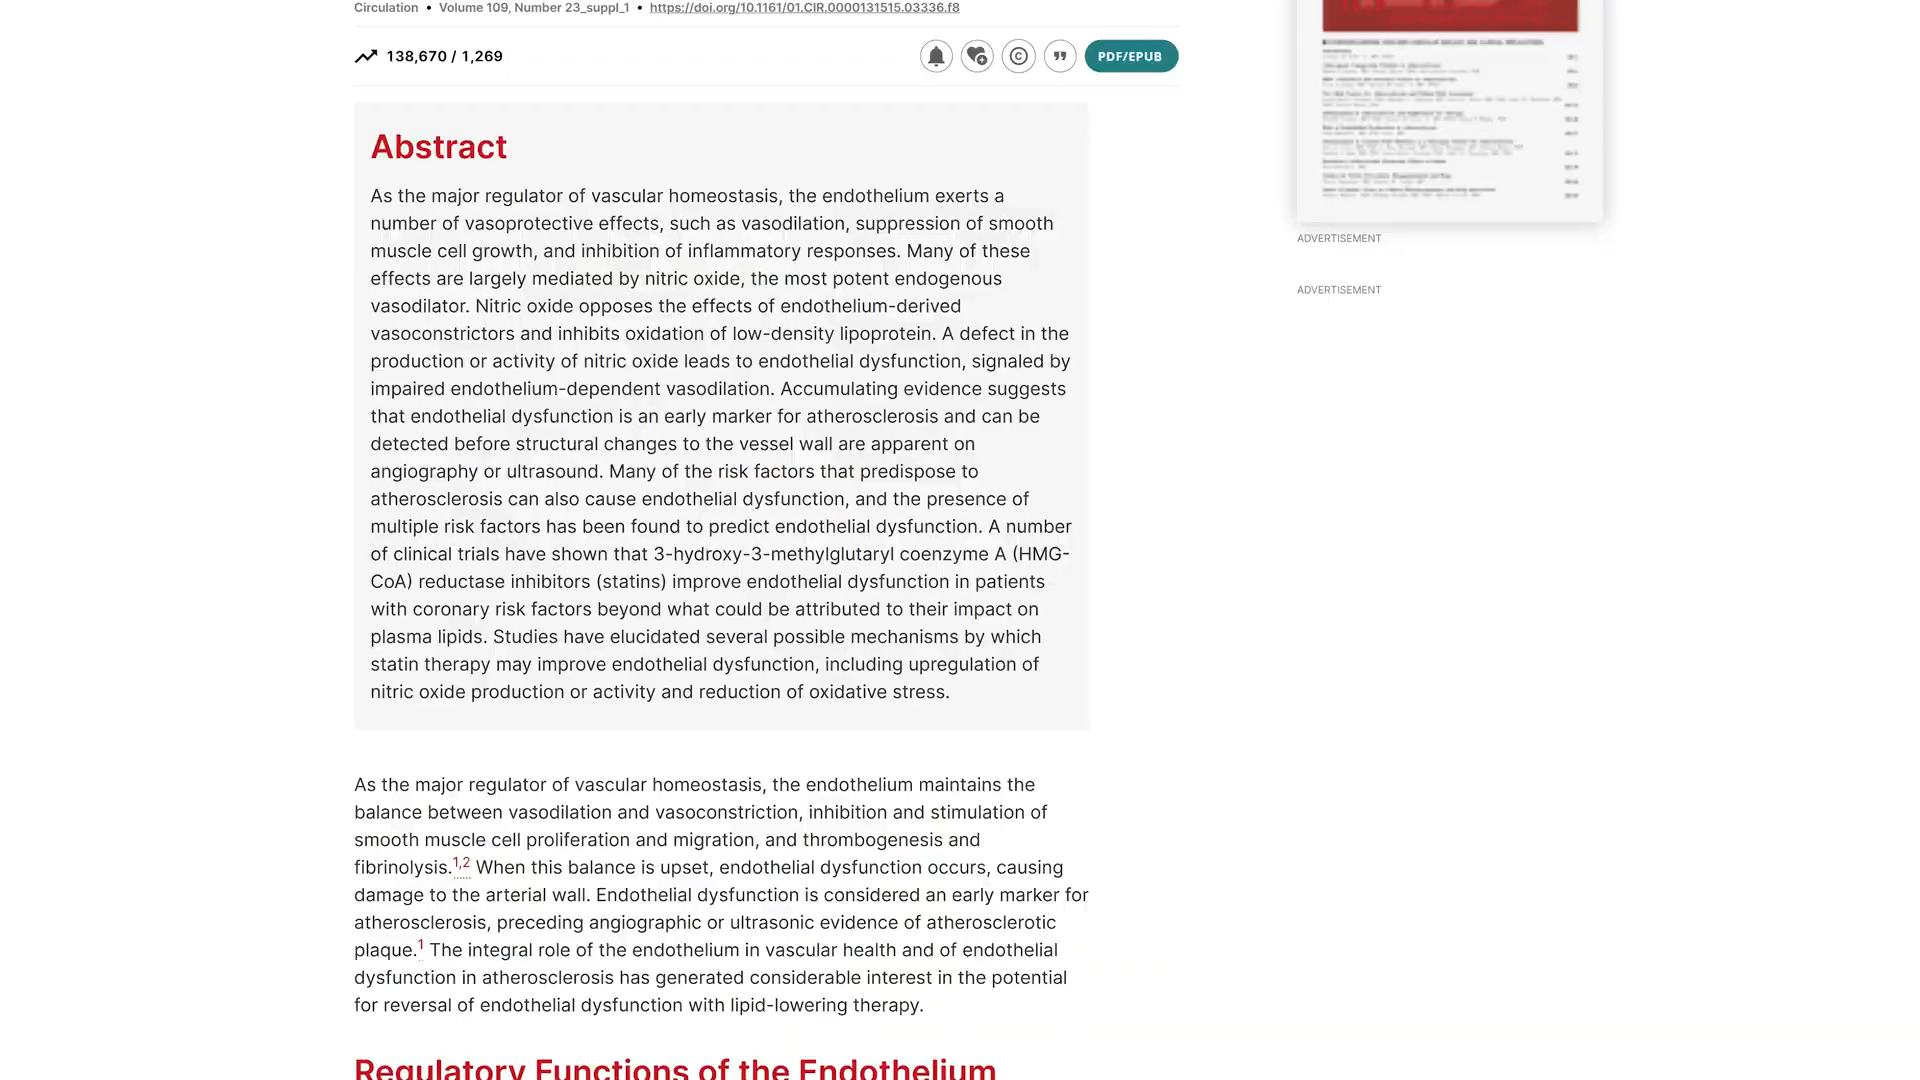 Circulation • Volume 109, Number 23_suppl_1 • https://doi.org/10.1161/01.CIR.0000131515.03336.f8
138,670 / 1,269
PDF/EPUB
Abstract
As the major regulator of vascular homeostasis, the endothelium exerts a
number of vasoprotective effects, such as vasodilation, suppression of smooth
muscle cell growth, and inhibition of inflammatory responses. Many of these
effects are largely mediated by nitric oxide, the most potent endogenous
vasodilator. Nitric oxide opposes the effects of endothelium-derived
vasoconstrictors and inhibits oxidation of low-density lipoprotein. A defect in the
production or activity of nitric oxide leads to endothelial dysfunction, signaled by
impaired endothelium-dependent vasodilation. Accumulating evidence suggests
that endothelial dysfunction is an early marker for atherosclerosis and can be
detected before structural changes to the vessel wall are apparent on
angiography or ultrasound. Many of the risk factors that predispose to
atherosclerosis can also cause endothelial dysfunction, and the presence of
multiple risk factors has been found to predict endothelial dysfunction. A number
of clinical trials have shown that 3-hydroxy-3-methylglutaryl coenzyme A (HMG-
CoA) reductase inhibitors (statins) improve endothelial dysfunction in patients
with coronary risk factors beyond what could be attributed to their impact on
plasma lipids. Studies have elucidated several possible mechanisms by which
statin therapy may improve endothelial dysfunction, including upregulation of
nitric oxide production or activity and reduction of oxidative stress.
As the major regulator of vascular homeostasis, the endothelium maintains the
balance between vasodilation and vasoconstriction, inhibition and stimulation of
smooth muscle cell proliferation and migration, and thrombogenesis and
fibrinolysis.1,2 When this balance is upset, endothelial dysfunction occurs, causing
damage to the arterial wall. Endothelial dysfunction is considered an early marker for
atherosclerosis, preceding angiographic or ultrasonic evidence of atherosclerotic
plaque.1 The integral role of the endothelium in vascular health and of endothelial
dysfunction in atherosclerosis has generated considerable interest in the potential
for reversal of endothelial dysfunction with lipid-lowering therapy.
Regulatory Functions of the Endothelium
ADVERTISEMENT
ADVERTISEMENT